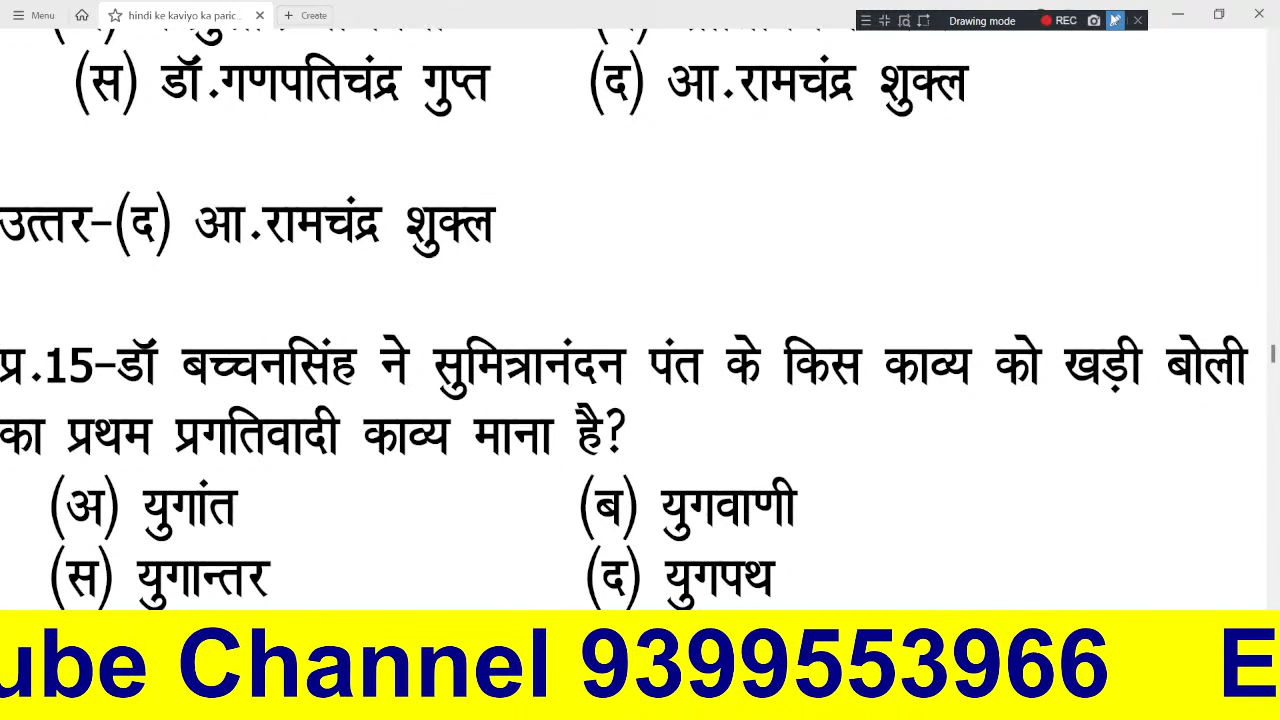 Menu
hindi ke kaviyo ka paric...
Create
Drawing mode
REC
(स) डॉ.गणपतिचंद्र गुप्त (द) आ.रामचंद्र शुक्ल
उत्तर-(द) आ.रामचंद्र शुक्ल
प्र.15-डॉ बच्चनसिंह ने सुमित्रानंदन पंत के किस काव्य को खड़ी बोली
का प्रथम प्रगतिवादी काव्य माना है?
(अ) युगांत (ब) युगवाणी
(स) युगान्तर (द) युगपथ
ube Channel 9399553966 E